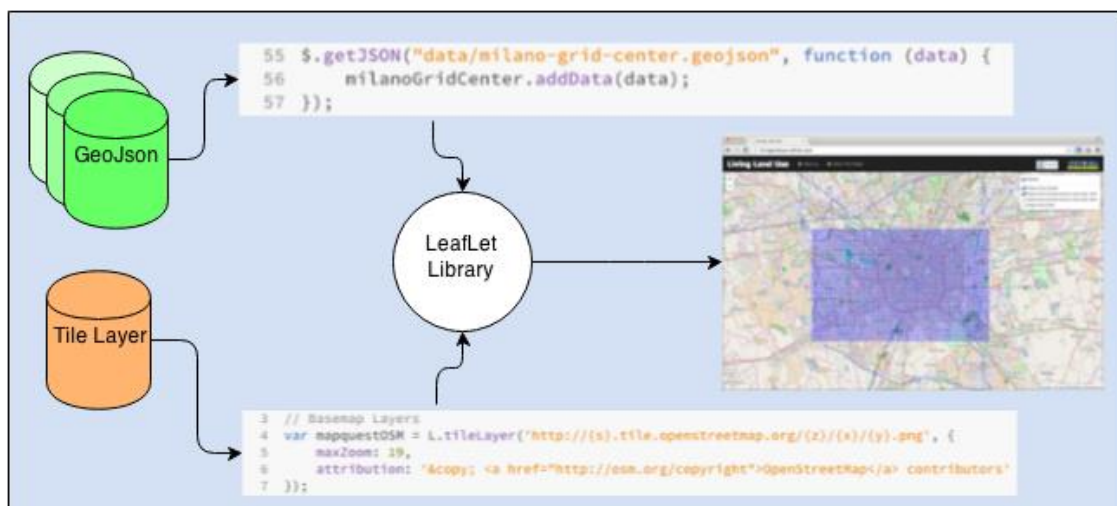 55 $.getJSON("data/milano-grid-center.geojson", function (data) {
56     milanoGridCenter.addData(data);
57 });
GeoJson
LeafLet
Library
Living Land Use
Tile Layer
3 // Basemap Layers
4 var mapquestOSM = L.tileLayer('http://{s}.tile.openstreetmap.org/{z}/{x}/{y}.png', {
5     maxZoom: 19,
6     attribution: '&copy; <a href="http://osm.org/copyright">OpenStreetMap</a> contributors'
7 });